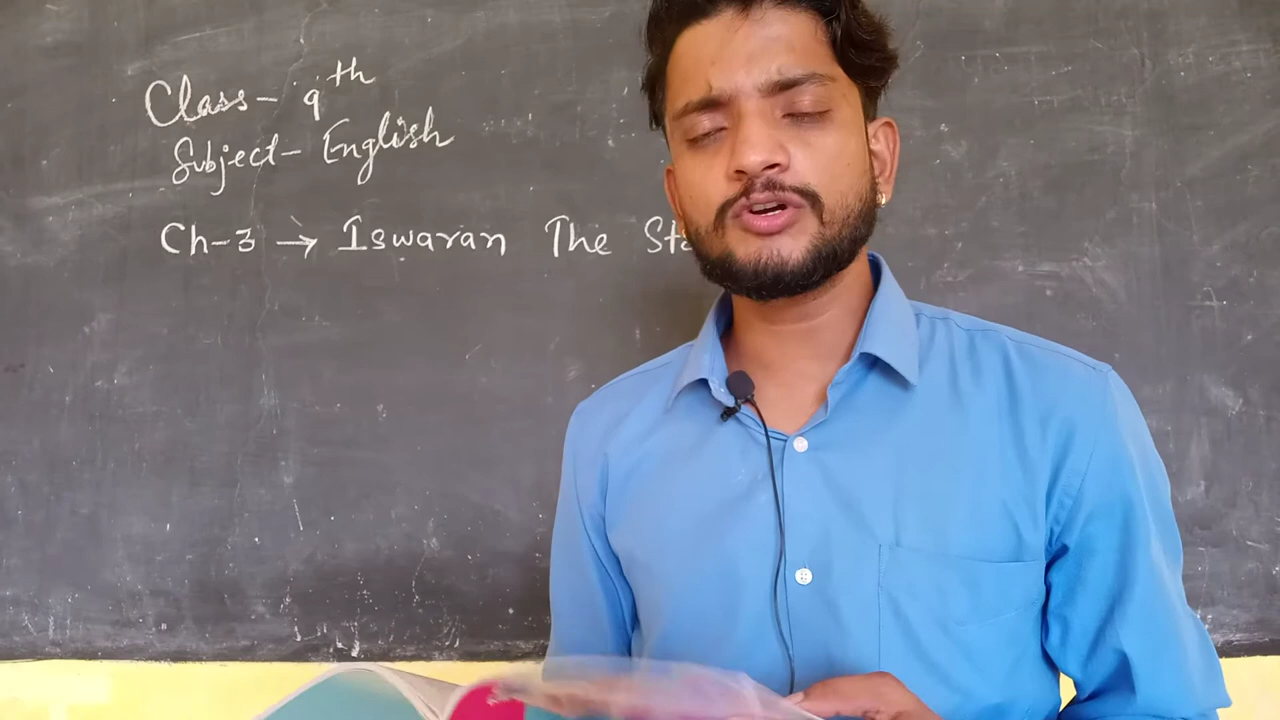 Class- 9th
Subject- English
Ch-3 → Iswaran The